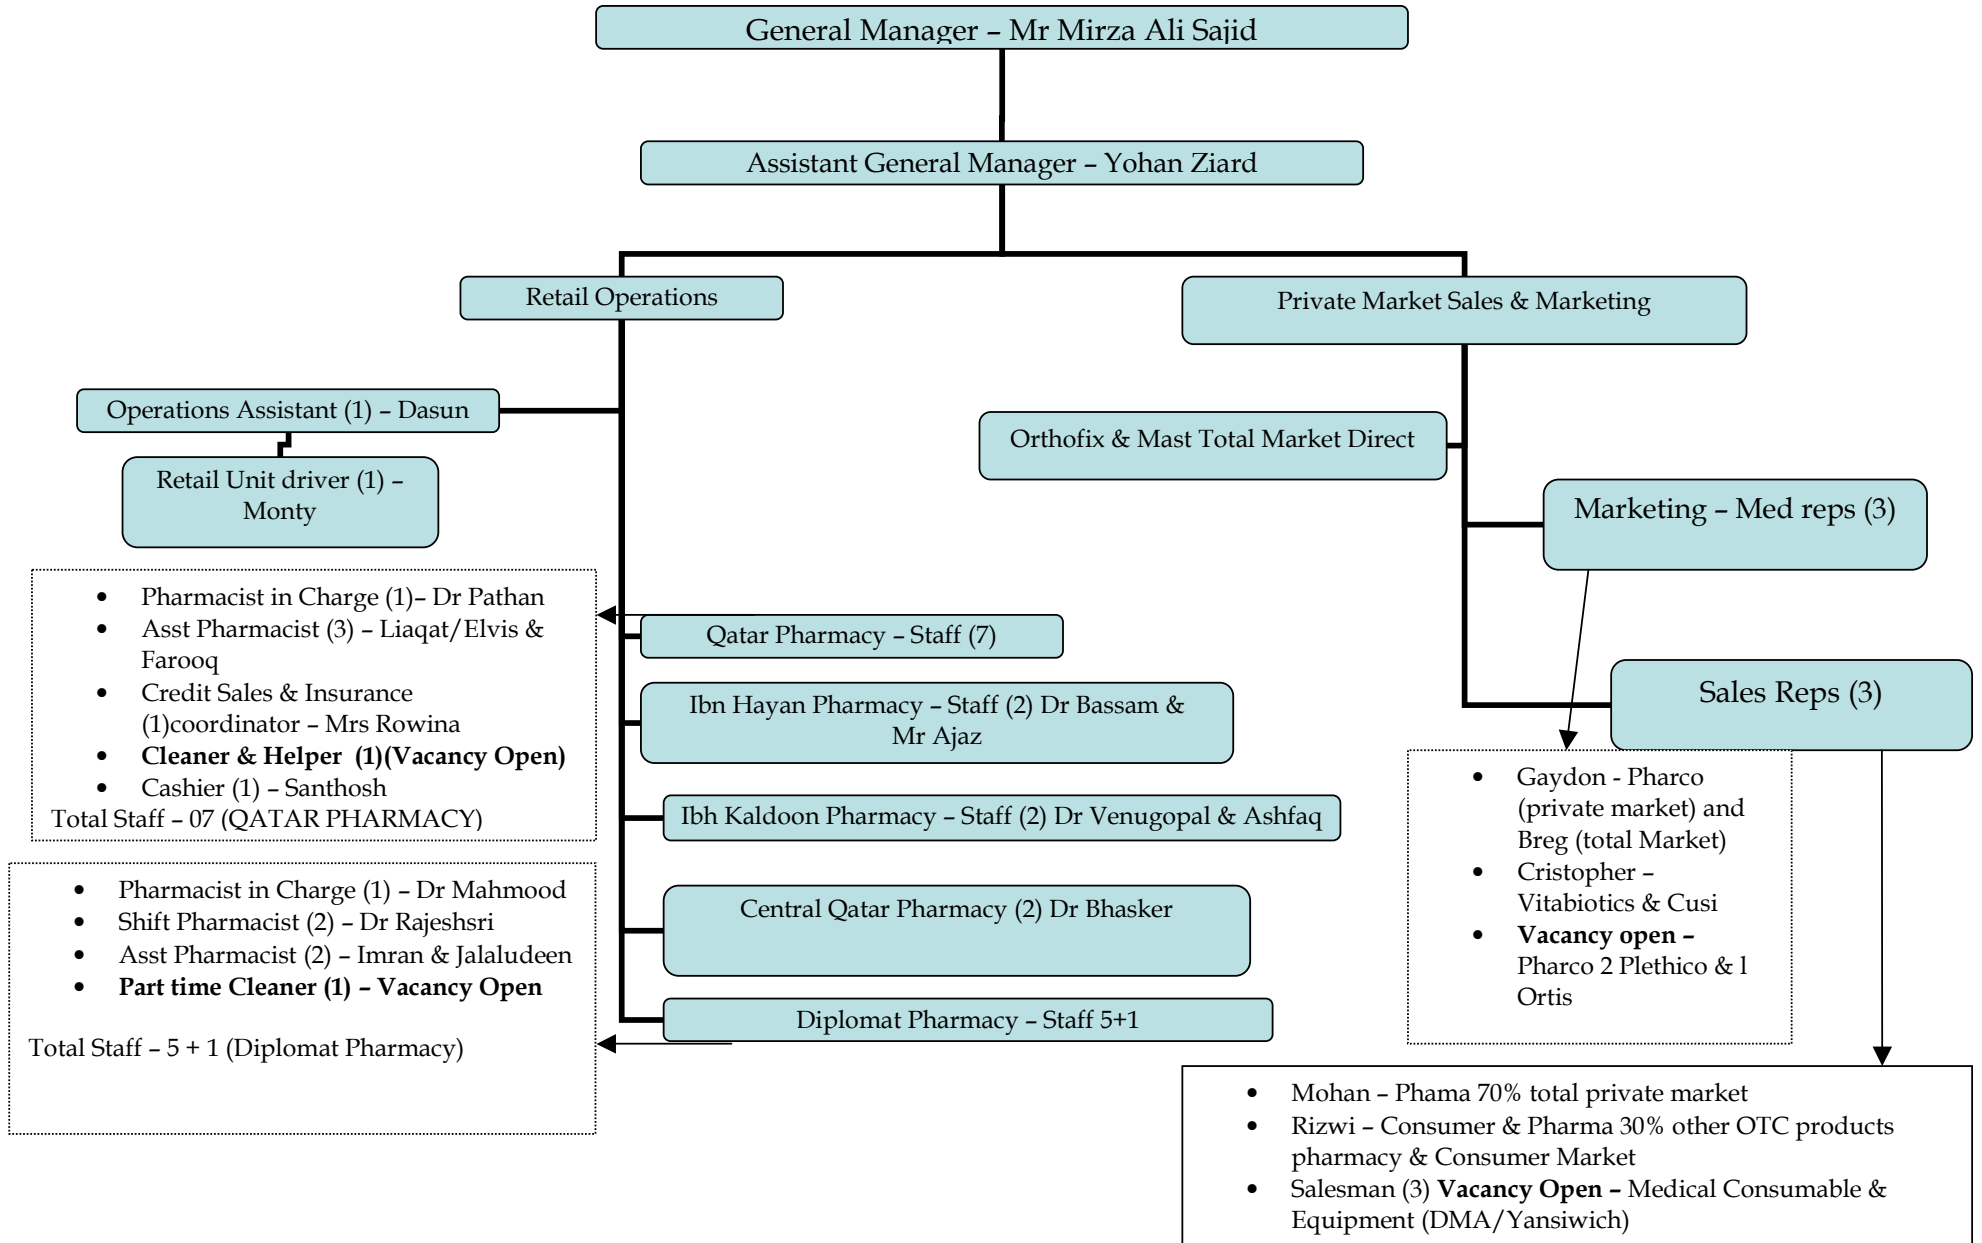 General Manager – Mr Mirza Ali Sajid
Assistant General Manager – Yohan Ziard
Retail Operations
Private Market Sales & Marketing
Operations Assistant (1) – Dasun
Orthofix & Mast Total Market Direct
Retail Unit driver (1) –
Monty
Marketing – Med reps (3)
• Pharmacist in Charge (1)– Dr Pathan
• Asst Pharmacist (3) – Liaqat/Elvis &
Farooq
• Credit Sales & Insurance
(1)coordinator – Mrs Rowina
• Cleaner & Helper (1)(Vacancy Open)
• Cashier (1) – Santhosh
Total Staff – 07 (QATAR PHARMACY)
Qatar Pharmacy – Staff (7)
Ibn Hayan Pharmacy – Staff (2) Dr Bassam &
Mr Ajaz
Sales Reps (3)
Ibh Kaldoon Pharmacy – Staff (2) Dr Venugopal & Ashfaq
• Gaydon - Pharco
(private market) and
Breg (total Market)
• Cristopher –
Vitabiotics & Cusi
• Vacancy open –
Pharco 2 Plethico & l
Ortis
• Pharmacist in Charge (1) – Dr Mahmood
• Shift Pharmacist (2) – Dr Rajeshsri
• Asst Pharmacist (2) – Imran & Jalaludeen
• Part time Cleaner (1) – Vacancy Open
Total Staff – 5 + 1 (Diplomat Pharmacy)
Central Qatar Pharmacy (2) Dr Bhasker
Diplomat Pharmacy – Staff 5+1
• Mohan – Phama 70% total private market
• Rizwi – Consumer & Pharma 30% other OTC products
pharmacy & Consumer Market
• Salesman (3) Vacancy Open – Medical Consumable &
Equipment (DMA/Yansiwich)